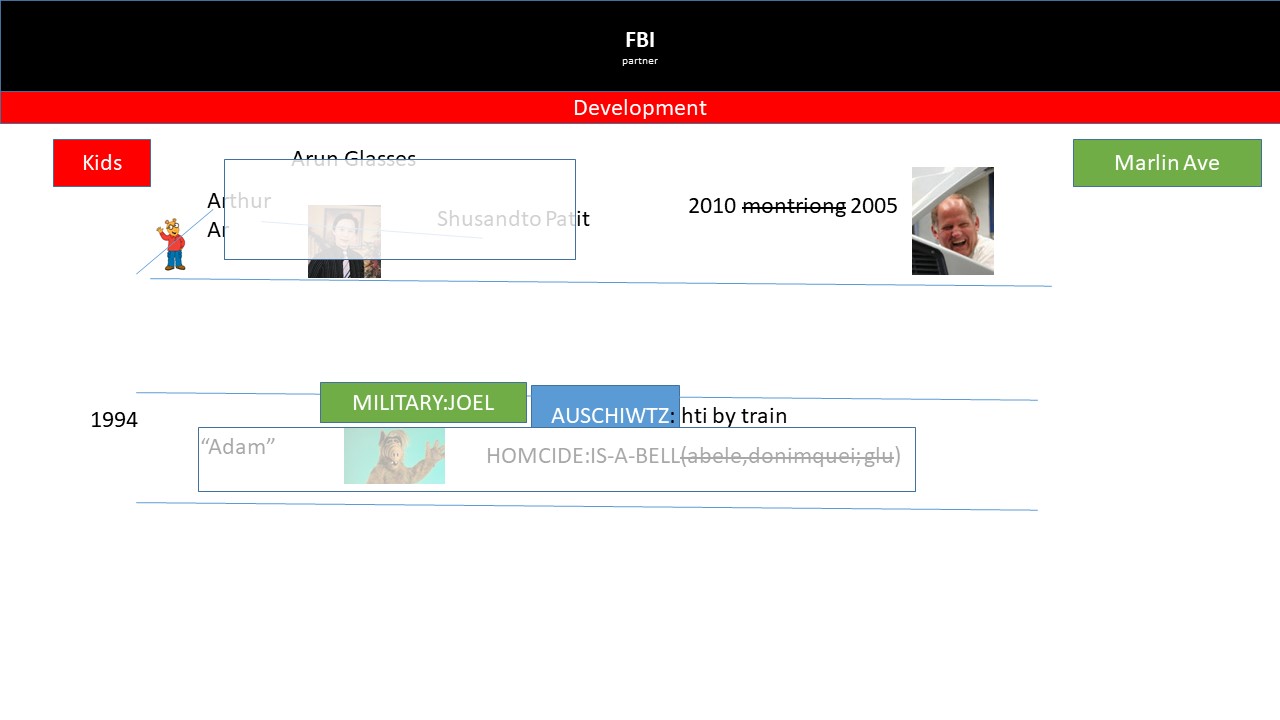 FBI
partner
Development
Kids
Marlin Ave
Arun Glasses
Arthur
2010 montriong 2005
Shusandto Patit
Ar
MILITARY:JOEL
AUSCHIWTZ: hti by train
1994
“Adam”
HOMCIDE:IS-A-BELL(abele,donimquei;glu)